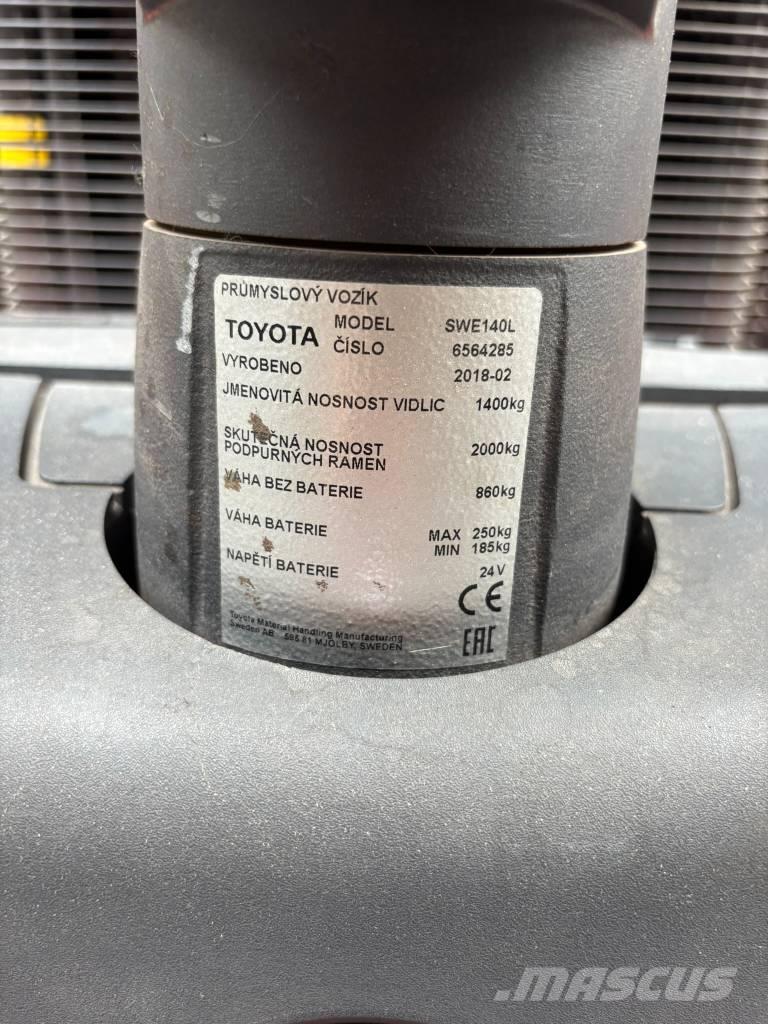 PRŮMYSLOVÝ VOZÍK
TOYOTA MODEL SWE140L
ČÍSLO 6564285
VYROBENO 2018-02
JMENOVITÁ NOSNOST VIDLIC 1400kg
SKUTEČNÁ NOSNOST
PODPURNÝCH RAMEN 2000kg
VÁHA BEZ BATERIE 860kg
VÁHA BATERIE MAX 250kg
MIN 185kg
NAPĚTÍ BATERIE 24V
CE
Toyota Material Handling Manufacturing
Sweden AB 595 81 MJÖLBY, SWEDEN
EAC
MASCUS